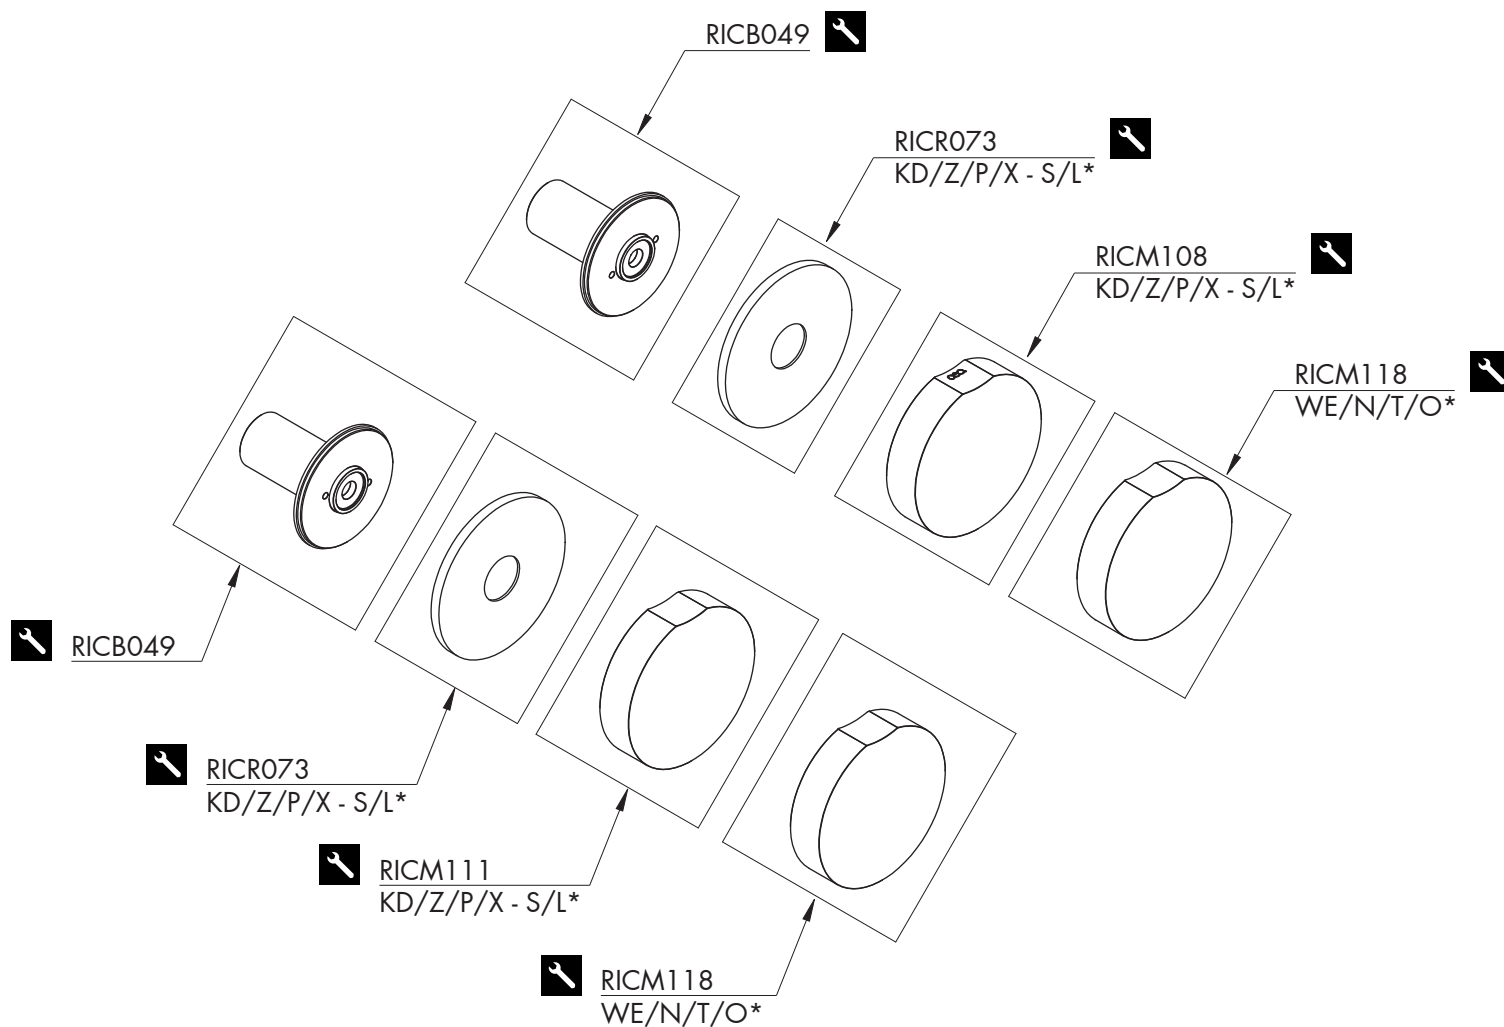 RICB049
RICR073
KD/Z/P/X - S/L*
RICM108
KD/Z/P/X - S/L*
RICM118
WE/N/T/O*
RICB049
RICR073
KD/Z/P/X - S/L*
RICM111
KD/Z/P/X - S/L*
RICM118
WE/N/T/O*